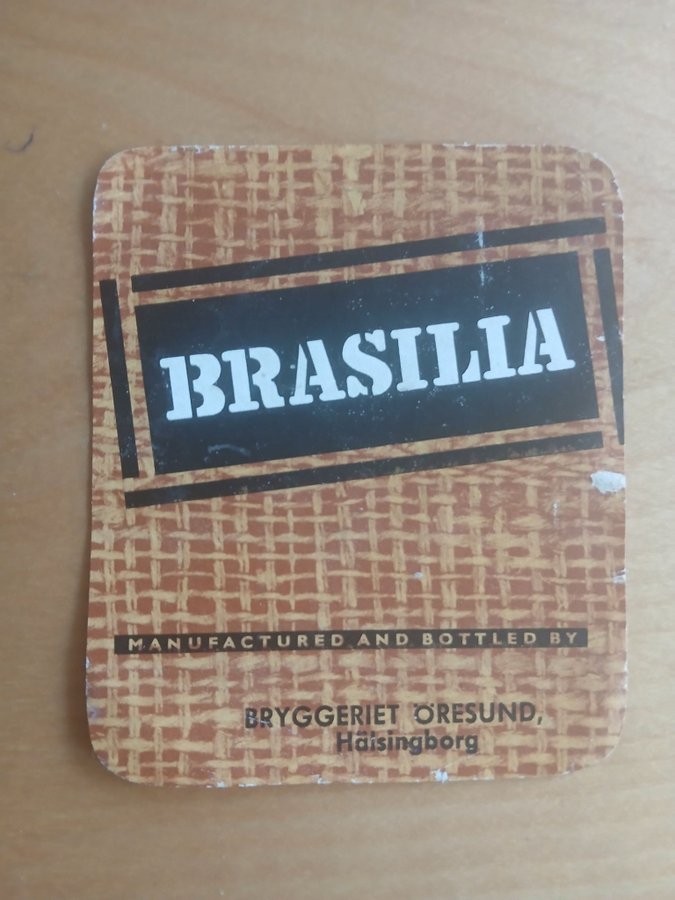 BRASILIA
MANUFACTURED AND BOTTLED BY
BRYGGERIET ÖRESUND,
Hälsingborg